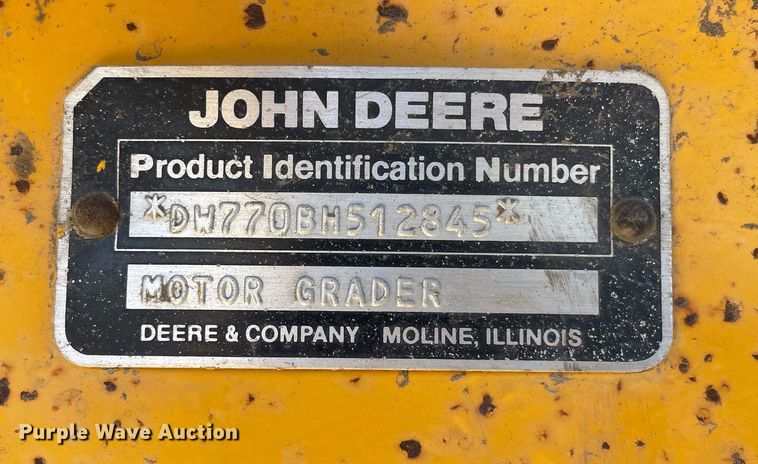 JOHN DEERE
Product Identification Number
*DW770BH512845*
MOTOR GRADER
DEERE & COMPANY MOLINE, ILLINOIS
Purple Wave Auction